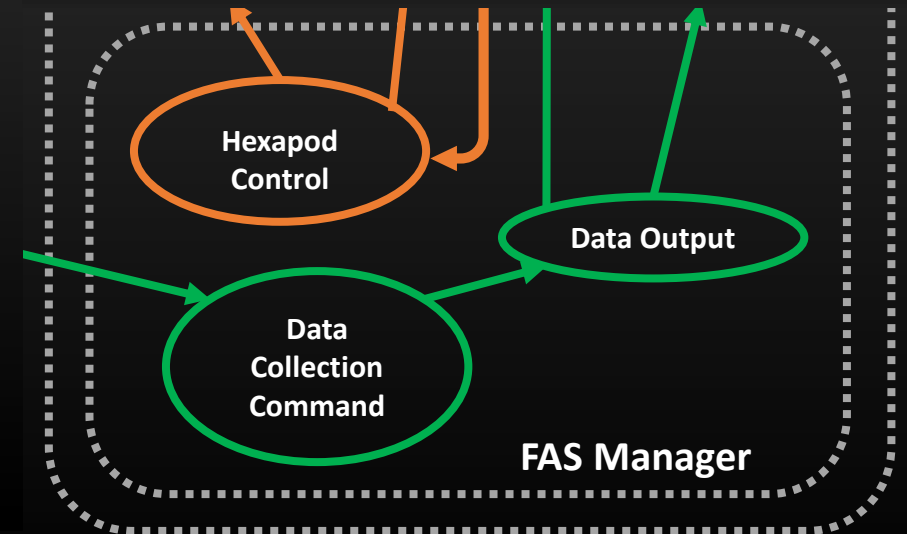 Hexapod
Control
Data Output
Data
Collection
Command
FAS Manager